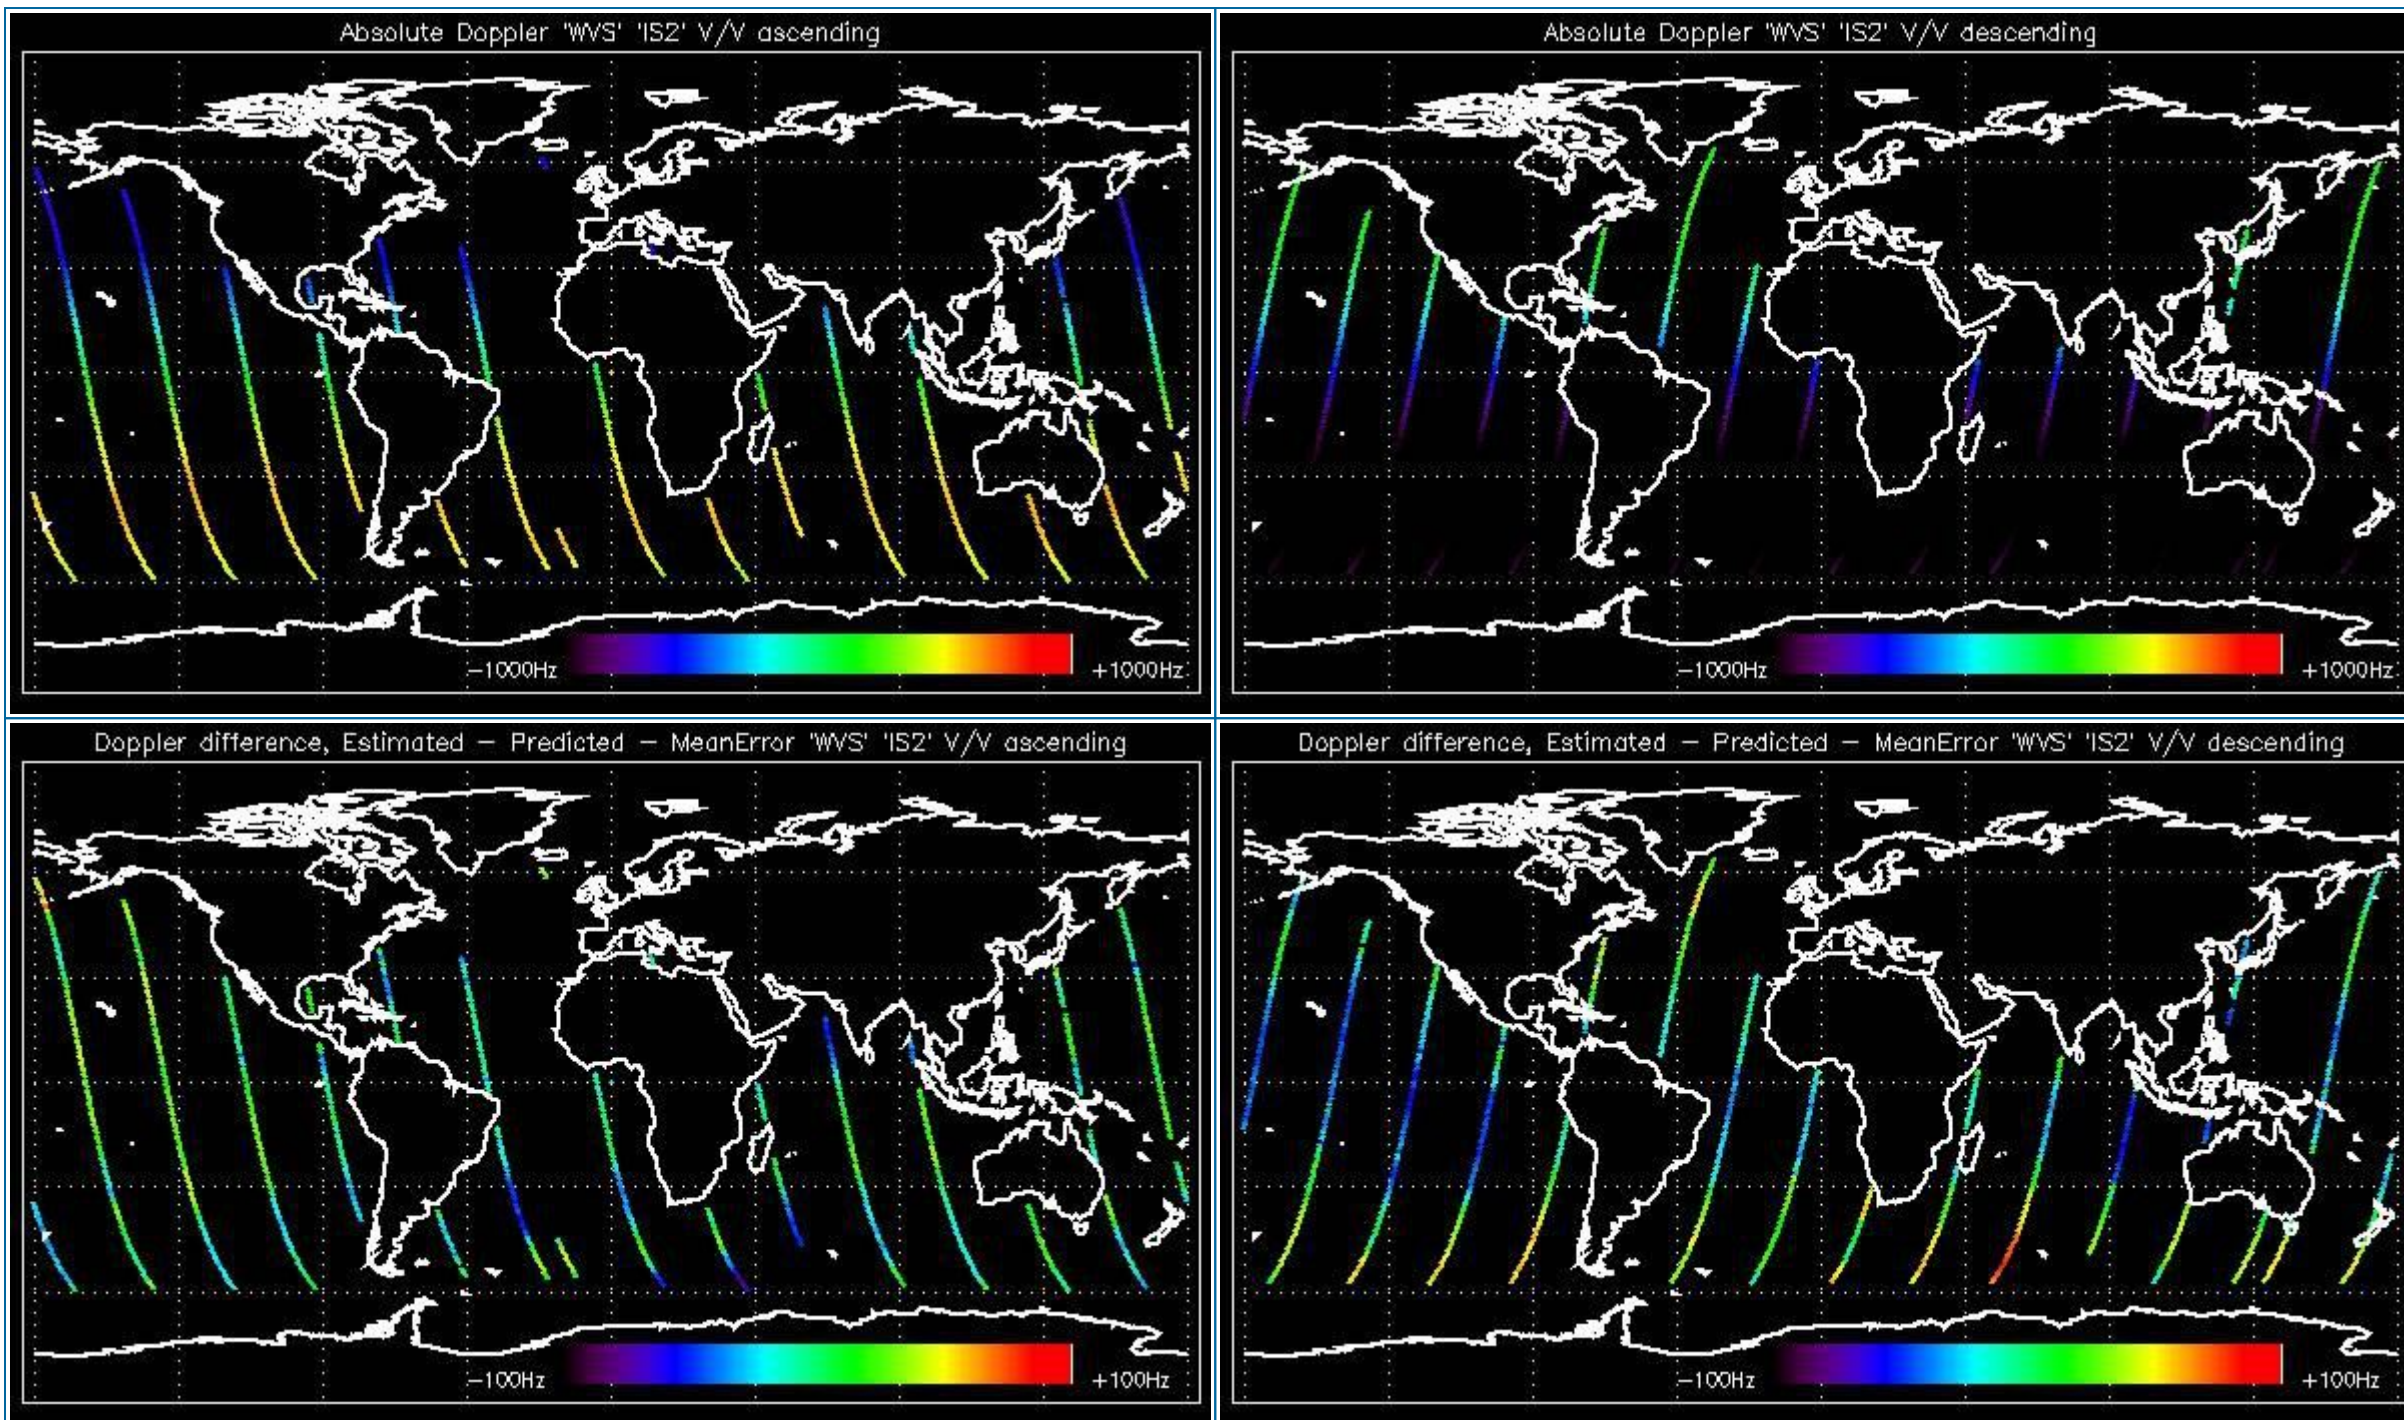 Absolute Doppler 'WVS' 'IS2' V/V ascending
-1000Hz
+1000Hz
Absolute Doppler 'WVS' 'IS2' V/V descending
-1000Hz
+1000Hz
Doppler difference, Estimated - Predicted - MeanError 'WVS' 'IS2' V/V ascending
-100Hz
+100Hz
Doppler difference, Estimated - Predicted - MeanError 'WVS' 'IS2' V/V descending
-100Hz
+100Hz